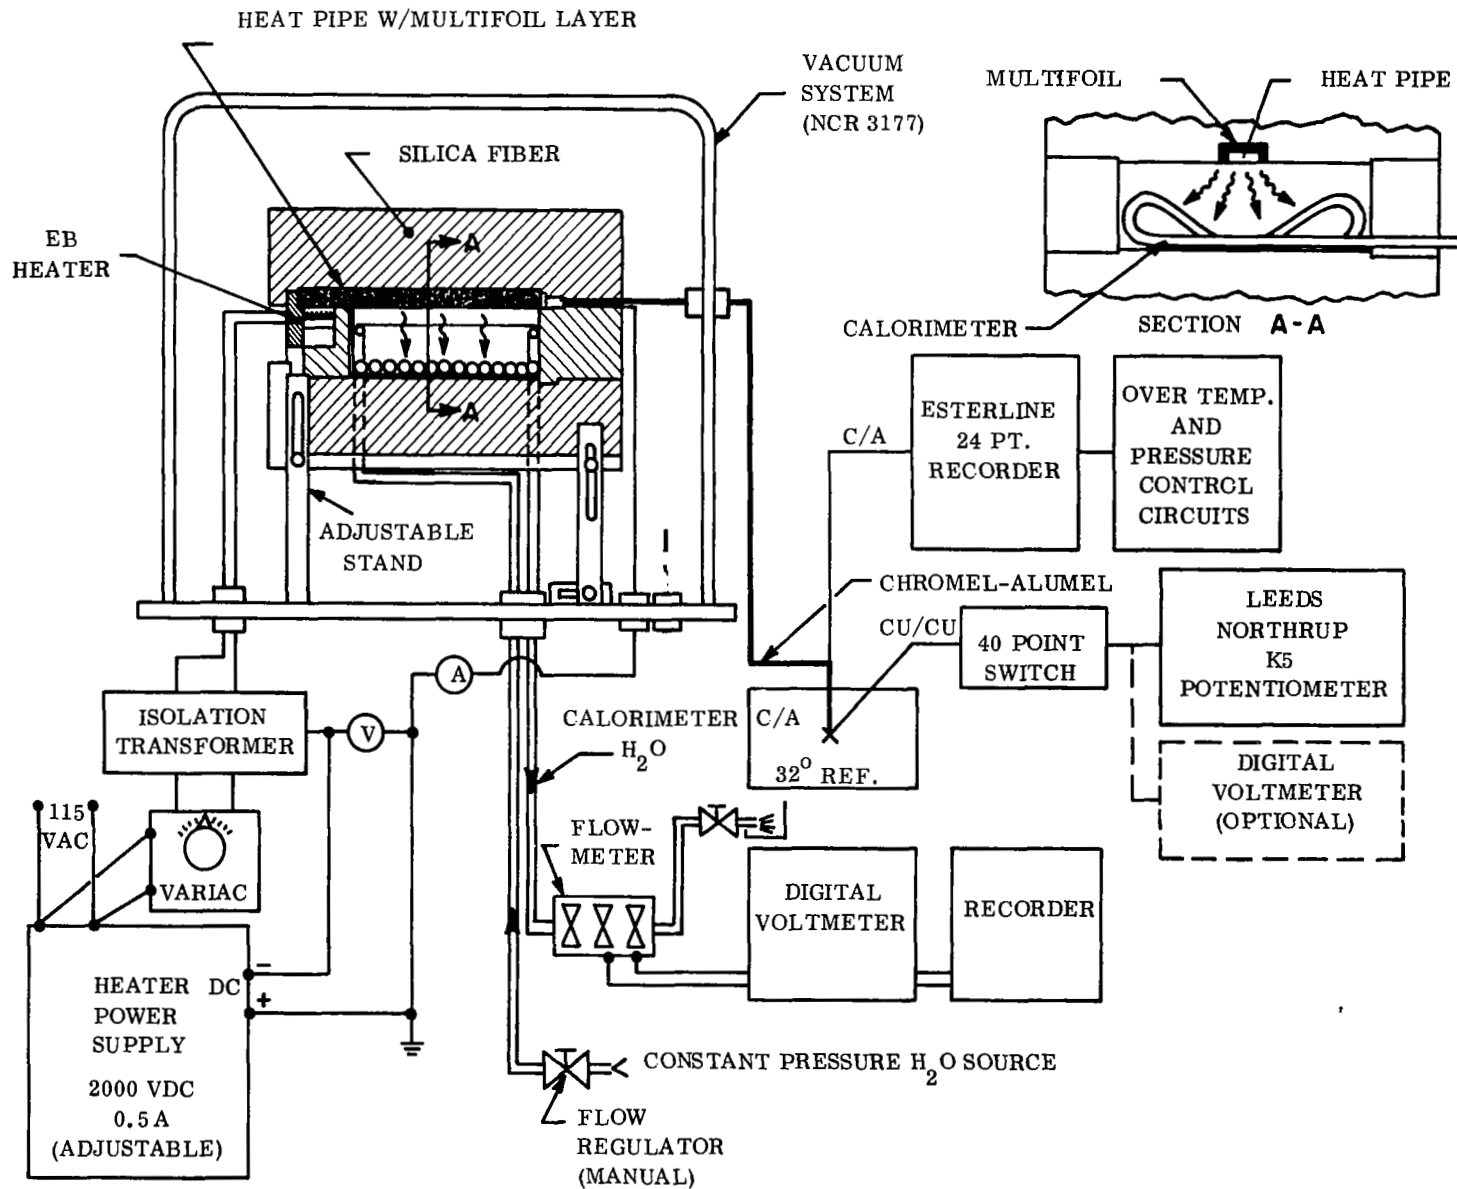 HEAT PIPE W/MULTIFOIL LAYER
VACUUM
SYSTEM
(NCR 3177)
MULTIFOIL
HEAT PIPE
SILICA FIBER
EB
HEATER
A
A
CALORIMETER
SECTION A-A
ADJUSTABLE
STAND
C/A
ESTERLINE
24 PT.
RECORDER
OVER TEMP.
AND
PRESSURE
CONTROL
CIRCUITS
CHROMEL-ALUMEL
CU/CU
40 POINT
SWITCH
LEEDS
NORTHRUP
K5
POTENTIOMETER
ISOLATION
TRANSFORMER
V
A
CALORIMETER
H2O
C/A
32° REF.
DIGITAL
VOLTMETER
(OPTIONAL)
115
VAC
VARIAC
FLOW-
METER
DIGITAL
VOLTMETER
RECORDER
HEATER
POWER
SUPPLY
2000 VDC
0.5 A
(ADJUSTABLE)
DC
−
+
CONSTANT PRESSURE H2O SOURCE
FLOW
REGULATOR
(MANUAL)